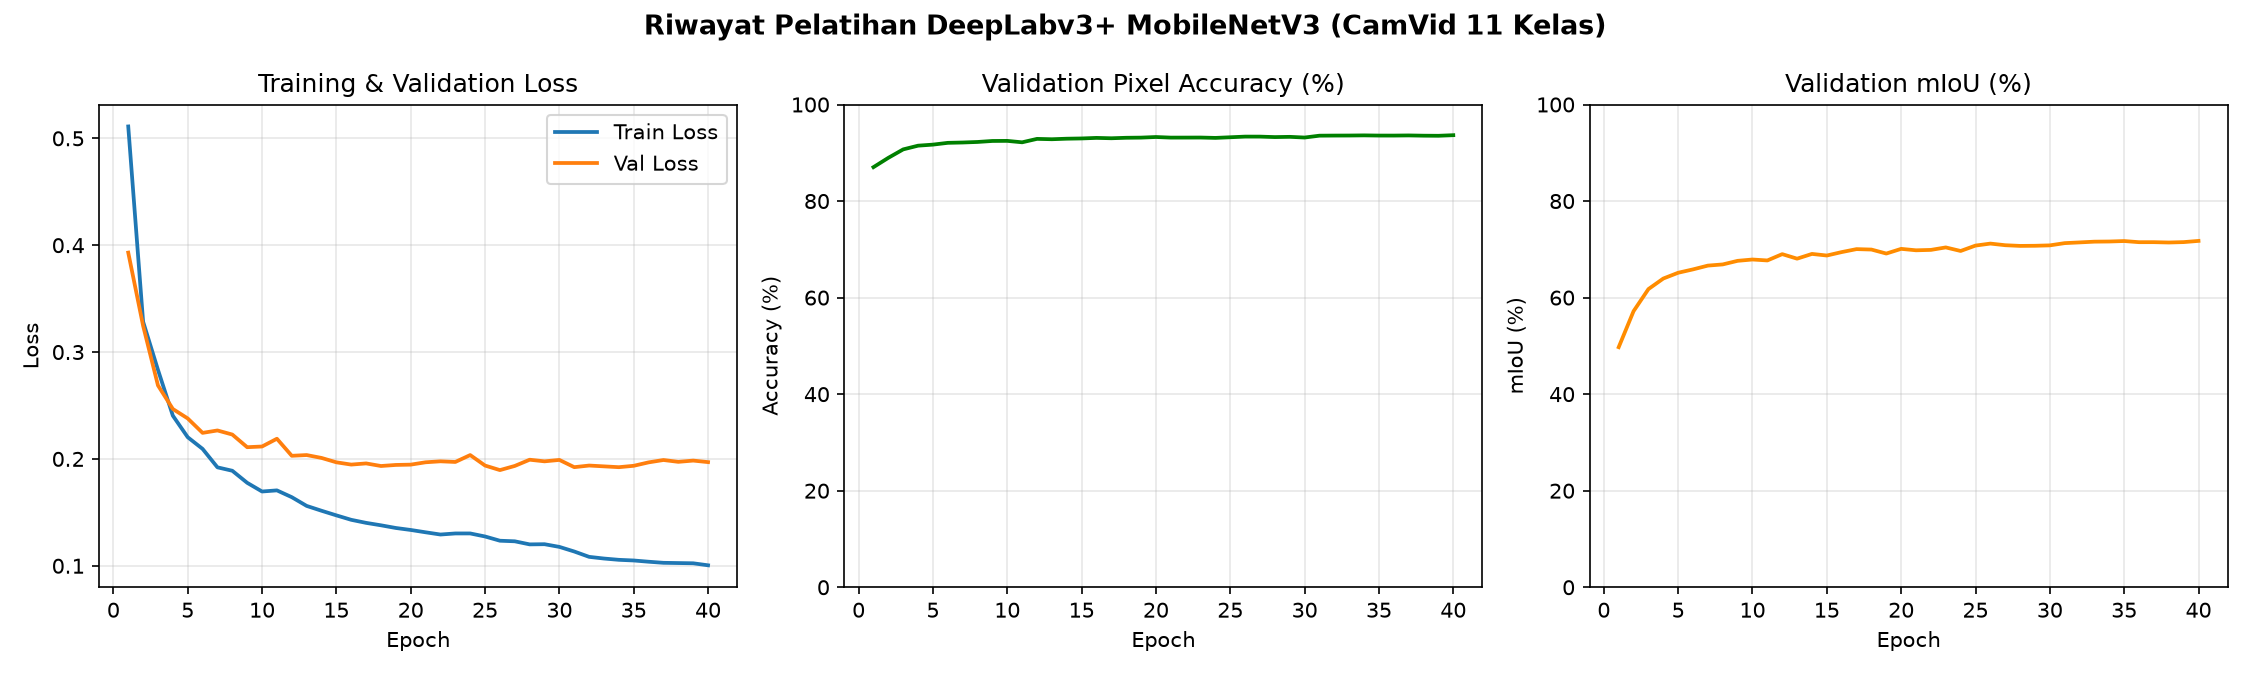 Riwayat Pelatihan DeepLabv3+ MobileNetV3 (CamVid 11 Kelas)
Training & Validation Loss
Train Loss
Val Loss
0.5
0.4
0.3
0.2
0.1
Loss
0 5 10 15 20 25 30 35 40
Epoch
Validation Pixel Accuracy (%)
100
80
60
40
20
0
Accuracy (%)
0 5 10 15 20 25 30 35 40
Epoch
Validation mIoU (%)
100
80
60
40
20
0
mIoU (%)
0 5 10 15 20 25 30 35 40
Epoch